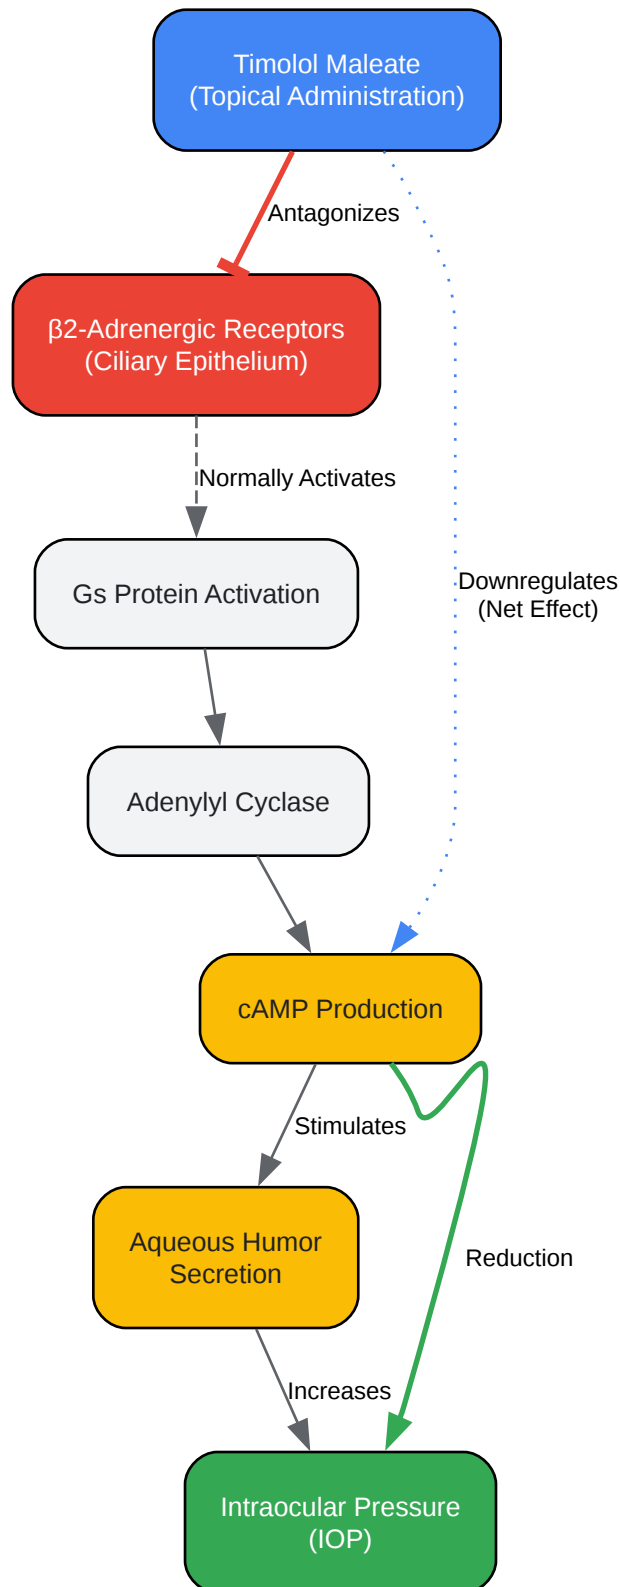 Timolol Maleate
(Topical Administration)
Antagonizes
β2-Adrenergic Receptors
(Ciliary Epithelium)
Normally Activates
Gs Protein Activation
Downregulates
(Net Effect)
Adenylyl Cyclase
cAMP Production
Stimulates
Aqueous Humor
Secretion
Reduction
Increases
Intraocular Pressure
(IOP)